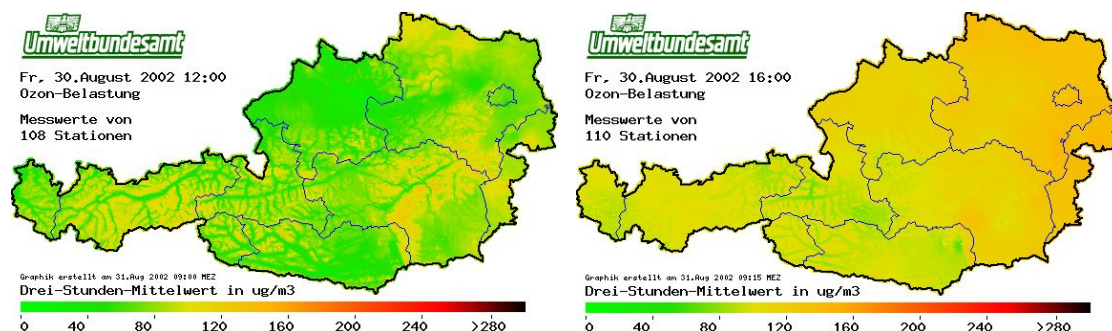 Umweltbundesamt
Fr, 30.August 2002 12:00
Ozon-Belastung
Messwerte von
108 Stationen
Graphik erstellt am 31.Aug 2002 09:00 MEZ
Drei-Stunden-Mittelwert in ug/m3
0 40 80 120 160 200 240 >280
Umweltbundesamt
Fr, 30.August 2002 16:00
Ozon-Belastung
Messwerte von
110 Stationen
Graphik erstellt am 31.Aug 2002 09:15 MEZ
Drei-Stunden-Mittelwert in ug/m3
0 40 80 120 160 200 240 >280